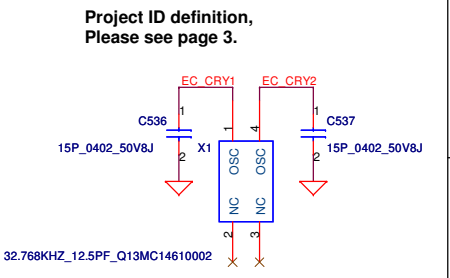 Project ID definition,
Please see page 3.
EC_CRY1 EC_CRY2
1 1
C536 C537
1 4
15P_0402_50V8J X1 OSC OSC 15P_0402_50V8J
2 2
NC NC
2 3
32.768KHZ_12.5PF_Q13MC14610002